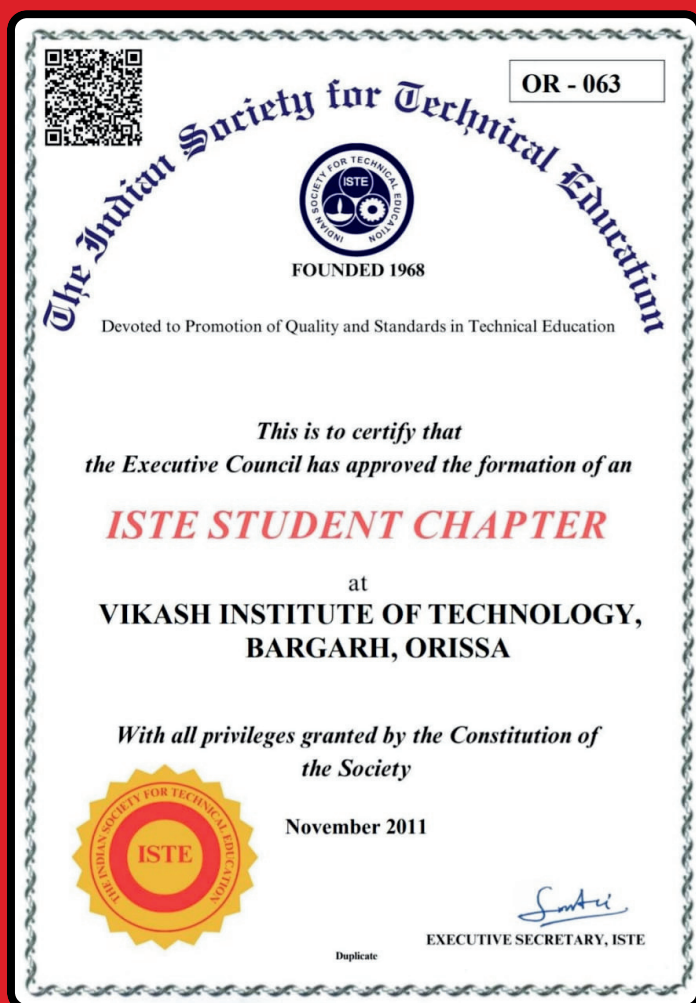 OR - 063
The Indian Society for Technical Education
INDIAN SOCIETY FOR TECHNICAL EDUCATION
ISTE
FOUNDED 1968
Devoted to Promotion of Quality and Standards in Technical Education
This is to certify that
the Executive Council has approved the formation of an
ISTE STUDENT CHAPTER
at
VIKASH INSTITUTE OF TECHNOLOGY,
BARGARH, ORISSA
With all privileges granted by the Constitution of
the Society
November 2011
THE INDIAN SOCIETY FOR TECHNICAL EDUCATION
ISTE
EXECUTIVE SECRETARY, ISTE
Duplicate